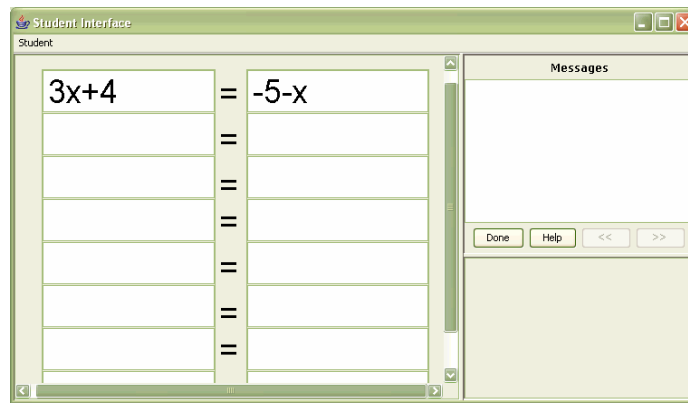 Student Interface
Student
3x+4 = -5-x
=
=
=
=
=
=
Messages
Done Help << >>